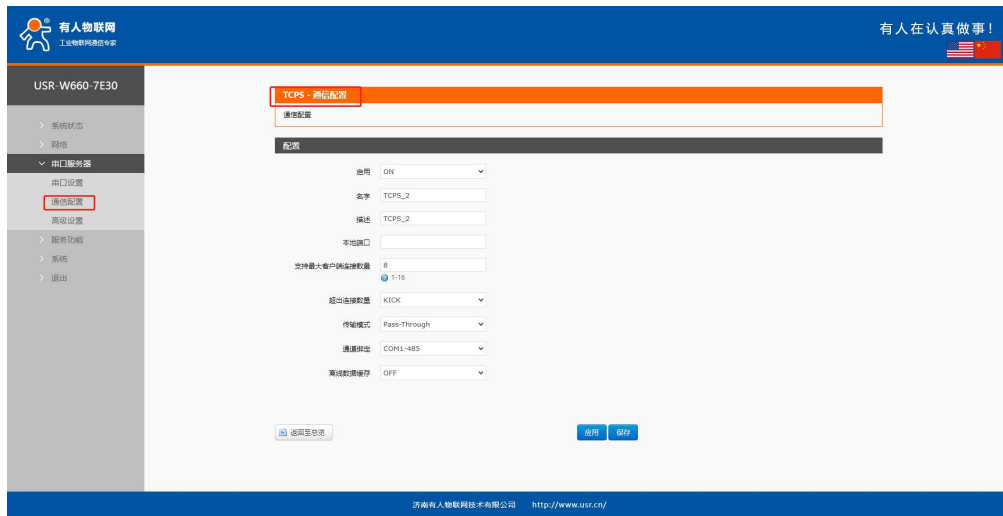 有人物联网
®
工业物联网通信专家
有人在认真做事！
USR-W660-7E30
系统状态
网络
串口服务器
串口设置
通信配置
高级设置
服务功能
系统
退出
TCPS - 通信配置
通信配置
配置
启用 ON
名字 TCPS_2
描述 TCPS_2
本地端口
支持最大客户端连接数量 8
1-16
超出连接数量 KICK
传输模式 Pass-Through
通道绑定 COM1-485
离线数据缓存 OFF
返回至总览
应用 保存
济南有人物联网技术有限公司 http://www.usr.cn/